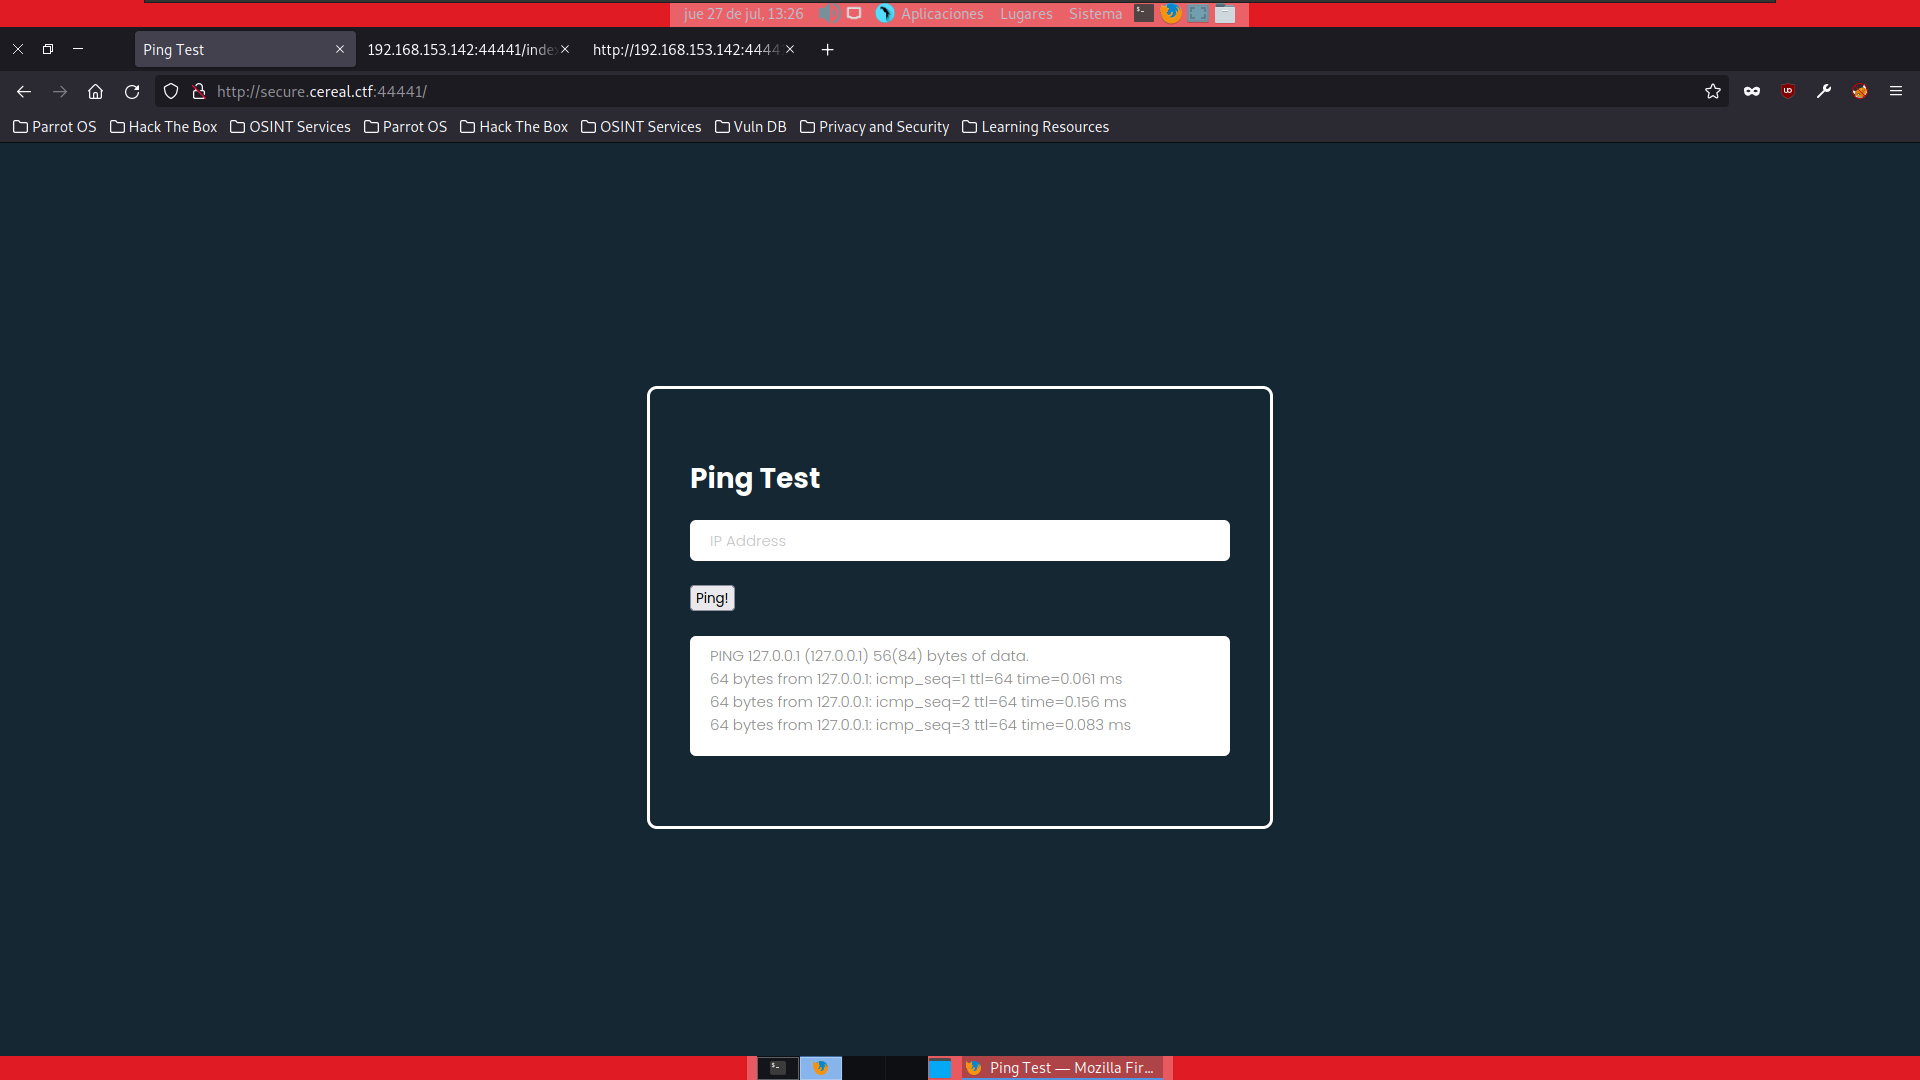 jue 27 de jul, 13:26 Aplicaciones Lugares Sistema
Ping Test 192.168.153.142:44441/inde http://192.168.153.142:4444
http://secure.cereal.ctf:44441/
Parrot OS Hack The Box OSINT Services Parrot OS Hack The Box OSINT Services Vuln DB Privacy and Security Learning Resources
Ping Test
IP Address
Ping!
PING 127.0.0.1 (127.0.0.1) 56(84) bytes of data.
64 bytes from 127.0.0.1: icmp_seq=1 ttl=64 time=0.061 ms
64 bytes from 127.0.0.1: icmp_seq=2 ttl=64 time=0.156 ms
64 bytes from 127.0.0.1: icmp_seq=3 ttl=64 time=0.083 ms
Ping Test — Mozilla Fir...